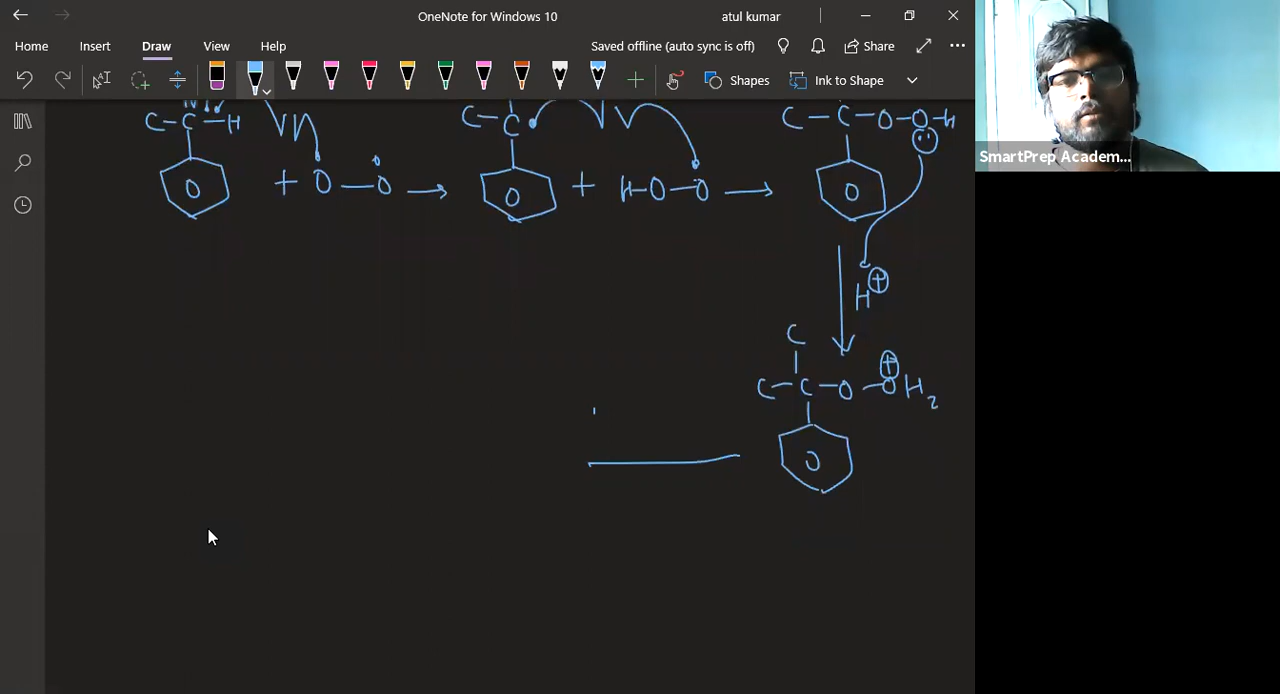 OneNote for Windows 10
atul kumar
Home Insert Draw View Help
Saved offline (auto sync is off)
Share
Shapes
Ink to Shape
SmartPrep Academ...
C - C - H
C - C
C - C - O - O - H
+ O - O →
+ H-O - O →
H ⊕
C
C - C - O - O H2
⊕